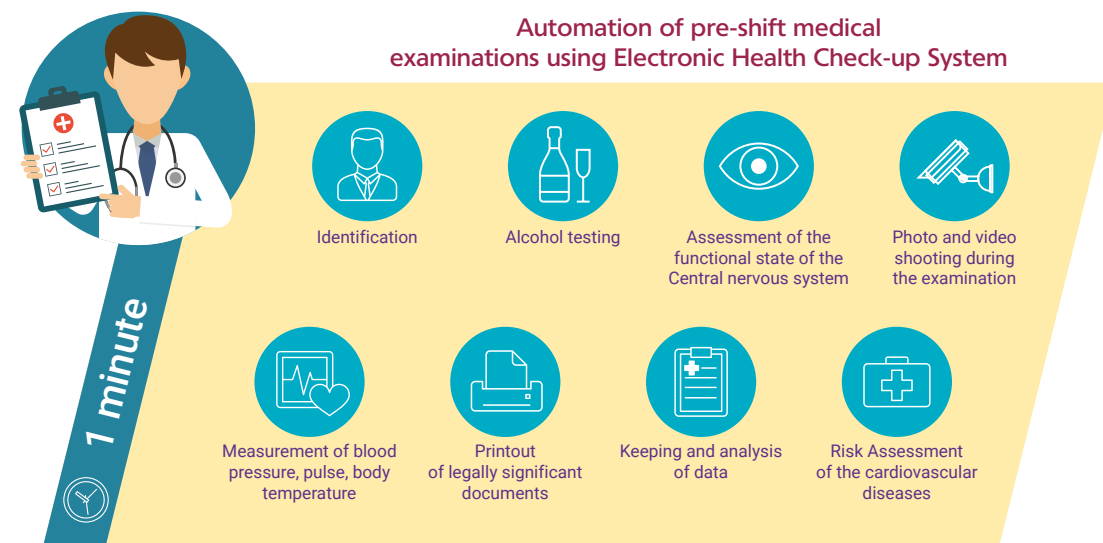 Automation of pre-shift medical
examinations using Electronic Health Check-up System
Identification
Alcohol testing
Assessment of the
functional state of the
Central nervous system
Photo and video
shooting during
the examination
1 minute
Measurement of blood
pressure, pulse, body
temperature
Printout
of legally significant
documents
Keeping and analysis
of data
Risk Assessment
of the cardiovascular
diseases